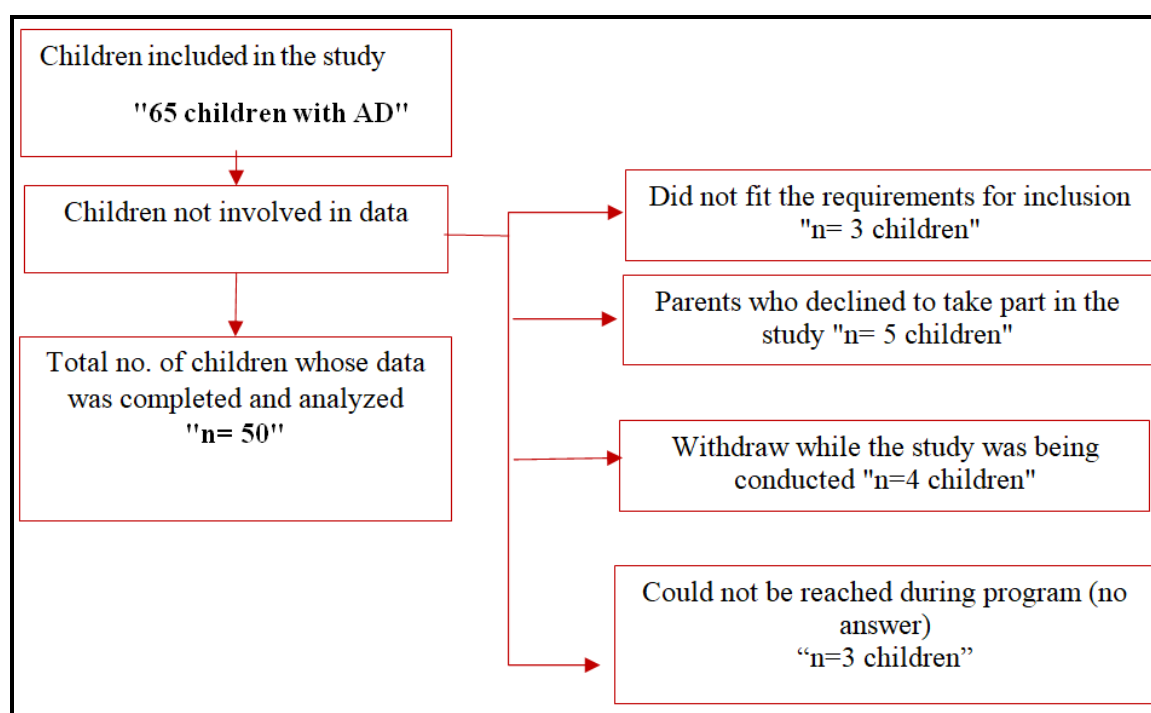 Children included in the study
"65 children with AD"
Children not involved in data
Total no. of children whose data
was completed and analyzed
"n= 50"
Did not fit the requirements for inclusion
"n= 3 children"
Parents who declined to take part in the
study "n= 5 children"
Withdraw while the study was being
conducted "n=4 children"
Could not be reached during program (no
answer)
“n=3 children”